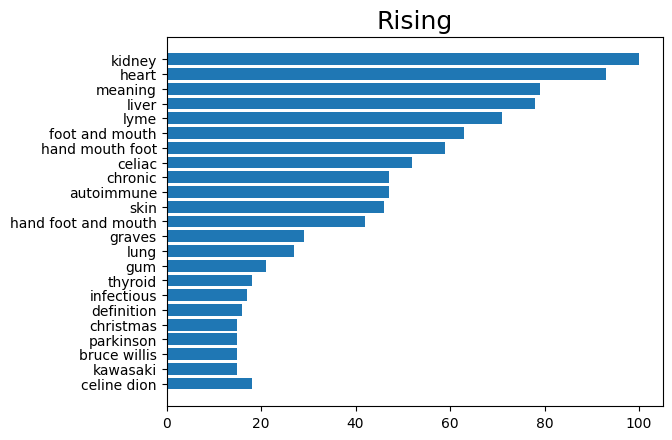 Rising
kidney
heart
meaning
liver
lyme
foot and mouth
hand mouth foot
celiac
chronic
autoimmune
skin
hand foot and mouth
graves
lung
gum
thyroid
infectious
definition
christmas
parkinson
bruce willis
kawasaki
celine dion
0 20 40 60 80 100